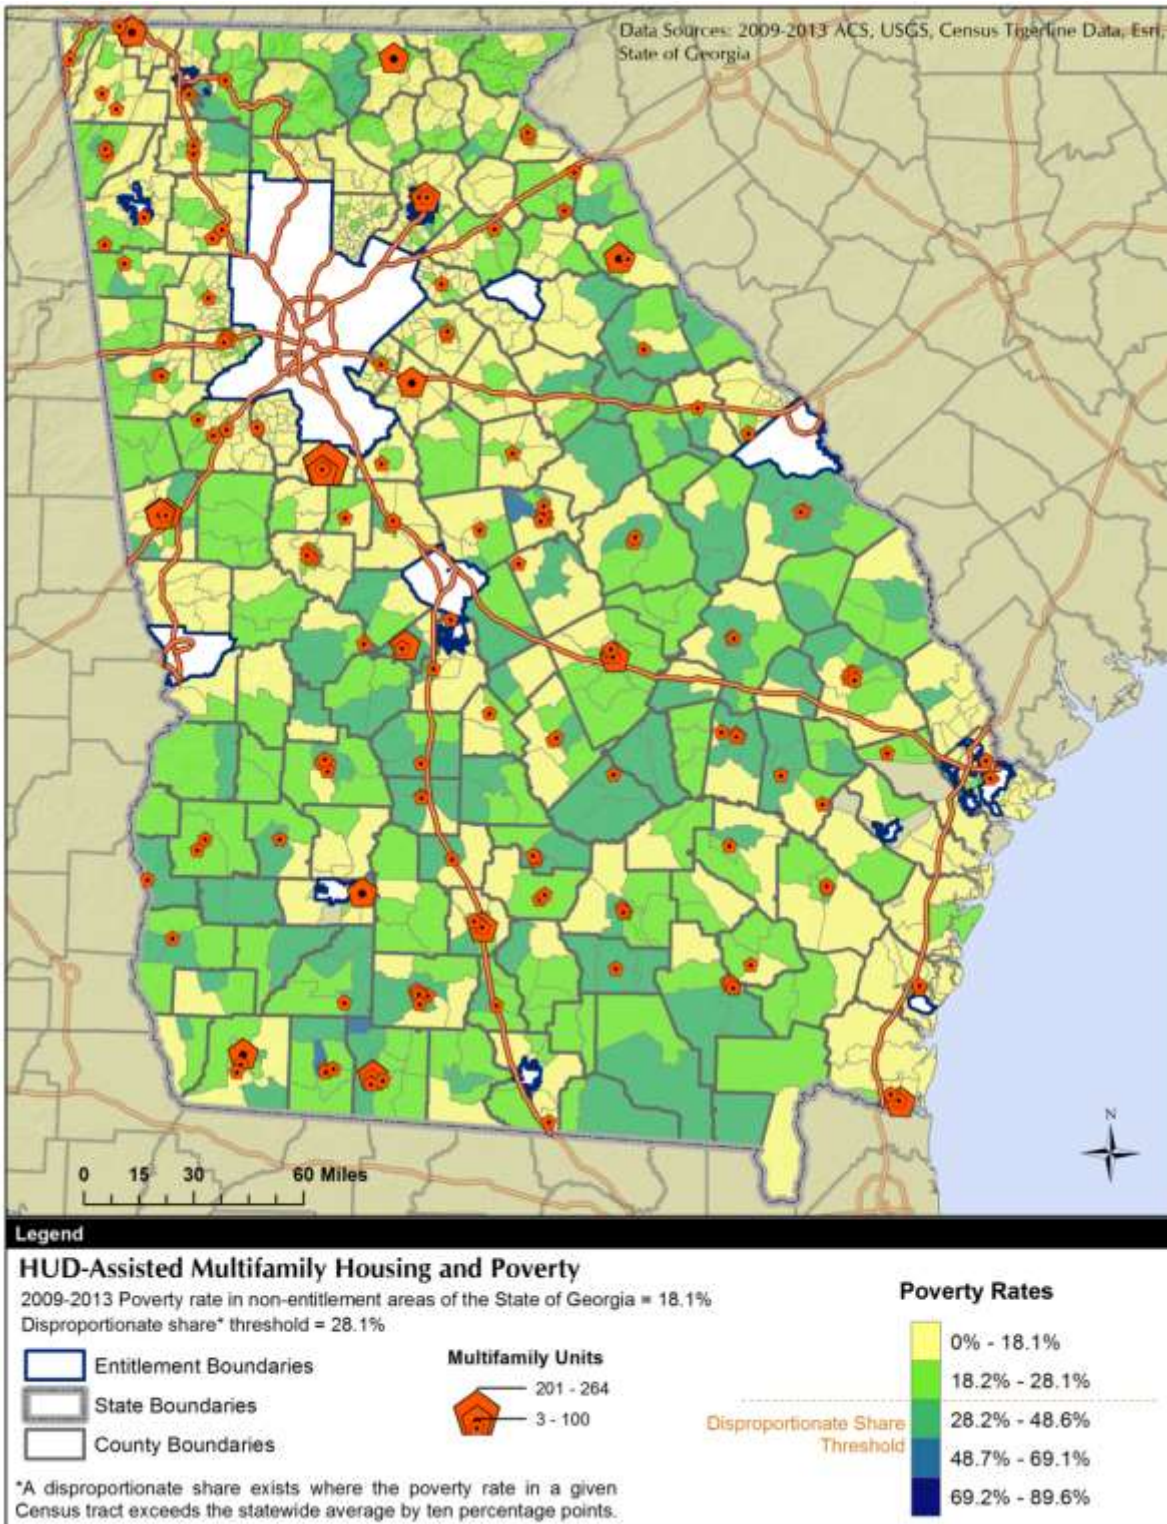 Data Sources: 2009-2013 ACS, USGS, Census Tigerline Data, Esri,
State of Georgia
N
0 15 30 60 Miles
Legend
HUD-Assisted Multifamily Housing and Poverty
2009-2013 Poverty rate in non-entitlement areas of the State of Georgia = 18.1%
Disproportionate share* threshold = 28.1%
Entitlement Boundaries
State Boundaries
County Boundaries
Multifamily Units
201 - 264
3 - 100
Poverty Rates
0% - 18.1%
18.2% - 28.1%
Disproportionate Share
Threshold
28.2% - 48.6%
48.7% - 69.1%
69.2% - 89.6%
*A disproportionate share exists where the poverty rate in a given
Census tract exceeds the statewide average by ten percentage points.